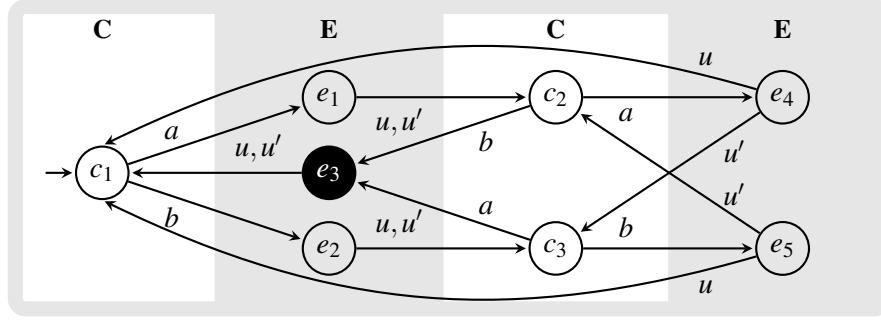 C E C E
u
e1 c2 e4
a u, u′ a
u, u′ b u′
c1 e3
a u′
b u, u′ b
e2 c3 e5
u